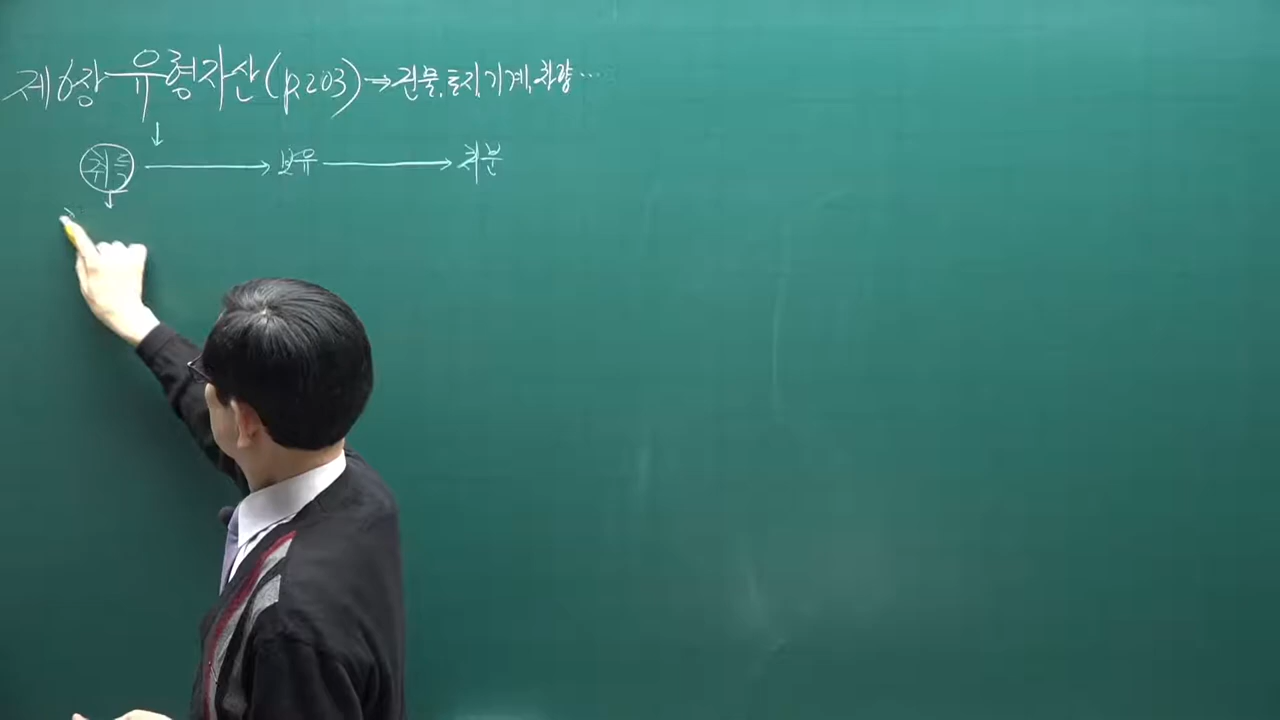 제6장 유형자산(p.203) → 건물, 토지, 기계, 차량 …
↓
취득 → 보유 → 처분
↓